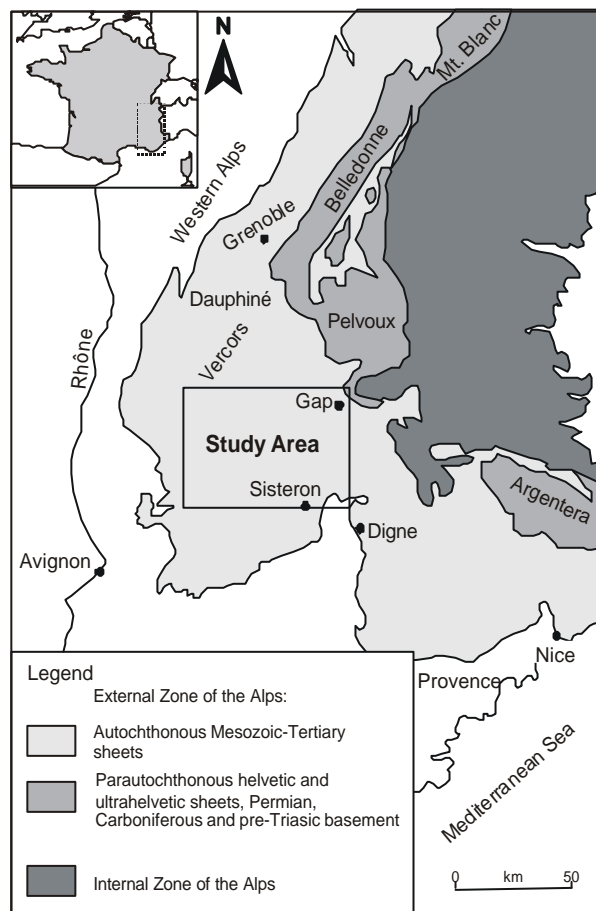 N
Mt. Blanc
Belledonne
Western Alps
Grenoble
Dauphiné
Pelvoux
Vercors
Rhône
Gap
Study Area
Sisteron
Argentera
Digne
Avignon
Nice
Provence
Mediterranean Sea
Legend
External Zone of the Alps:
Autochthonous Mesozoic-Tertiary
sheets
Parautochthonous helvetic and
ultrahelvetic sheets, Permian,
Carboniferous and pre-Triasic basement
Internal Zone of the Alps
0 km 50